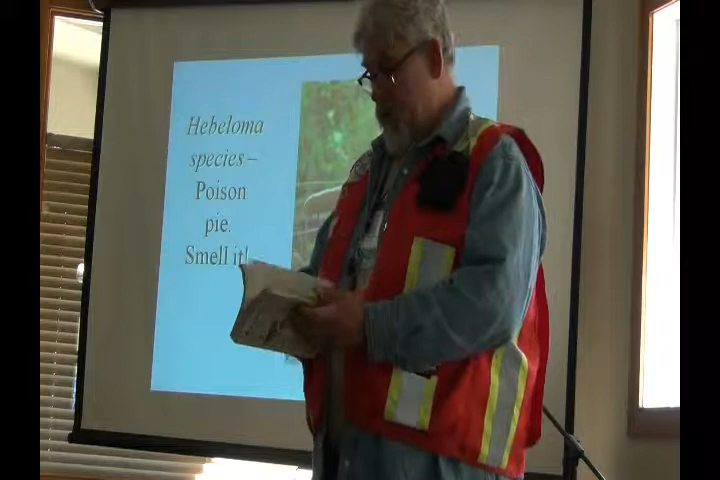 Hebeloma
species –
Poison
pie.
Smell it!